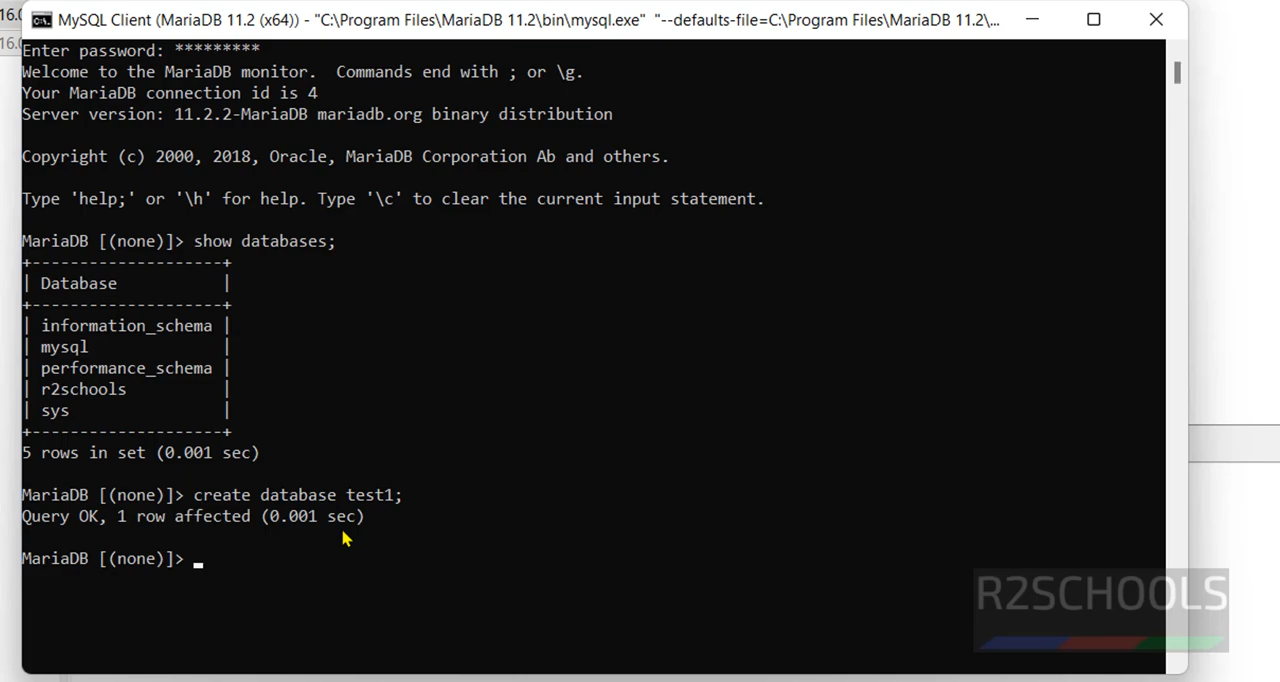 16.0
16.0
MySQL Client (MariaDB 11.2 (x64)) - "C:\Program Files\MariaDB 11.2\bin\mysql.exe"  "--defaults-file=C:\Program Files\MariaDB 11.2\...
Enter password: *********
Welcome to the MariaDB monitor.  Commands end with ; or \g.
Your MariaDB connection id is 4
Server version: 11.2.2-MariaDB mariadb.org binary distribution
Copyright (c) 2000, 2018, Oracle, MariaDB Corporation Ab and others.
Type 'help;' or '\h' for help. Type '\c' to clear the current input statement.
MariaDB [(none)]> show databases;
+--------------------+
| Database           |
+--------------------+
| information_schema |
| mysql              |
| performance_schema |
| r2schools          |
| sys                |
+--------------------+
5 rows in set (0.001 sec)
MariaDB [(none)]> create database test1;
Query OK, 1 row affected (0.001 sec)
MariaDB [(none)]> _
R2SCHOOLS